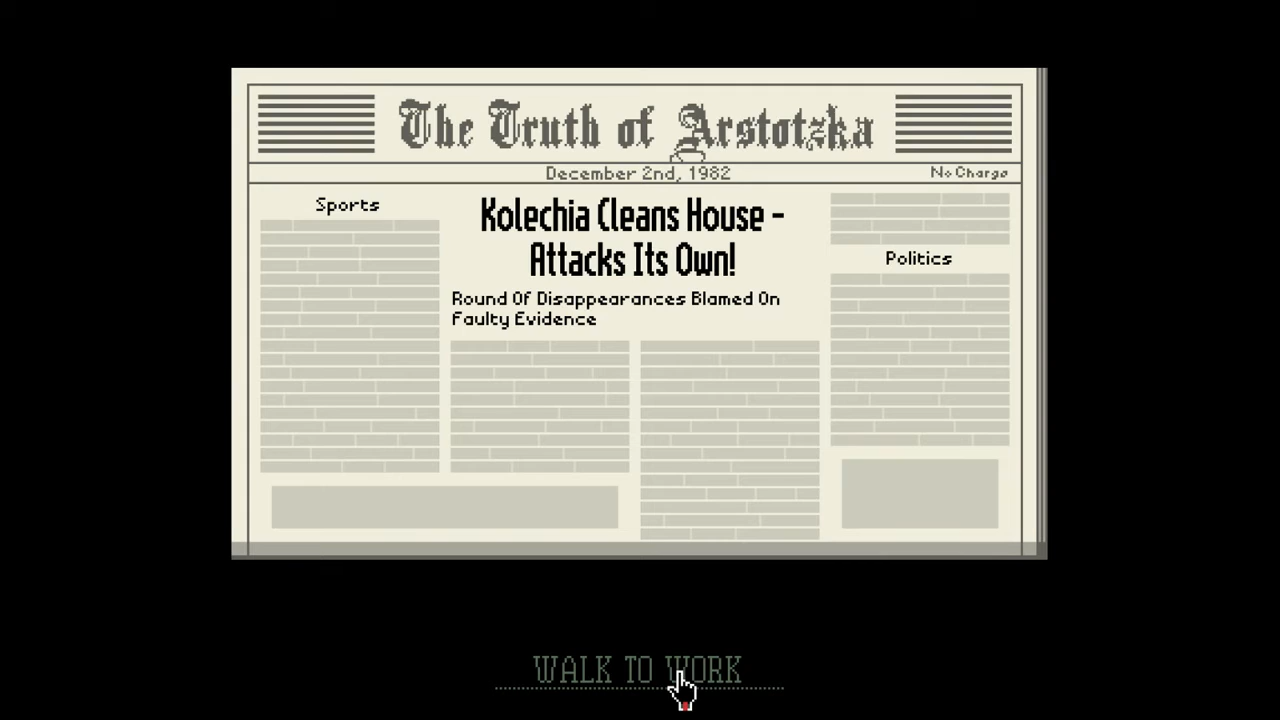 The Truth of Arstotzka
December 2nd, 1982
No Charge
Sports
Kolechia Cleans House -
Attacks Its Own!
Round Of Disappearances Blamed On
Faulty Evidence
Politics
WALK TO WORK